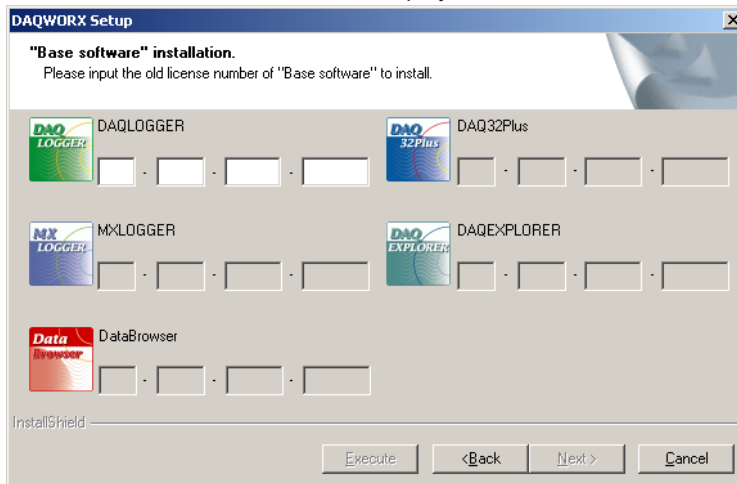 DAQWORX Setup
"Base software" installation.
Please input the old license number of "Base software" to install.
DAQ LOGGER
DAQLOGGER
- - -
DAQ 32Plus
DAQ32Plus
- - -
MX LOGGER
MXLOGGER
- - -
DAQ EXPLORER
DAQEXPLORER
- - -
Data Browser
DataBrowser
- - -
InstallShield
Execute <Back Next > Cancel